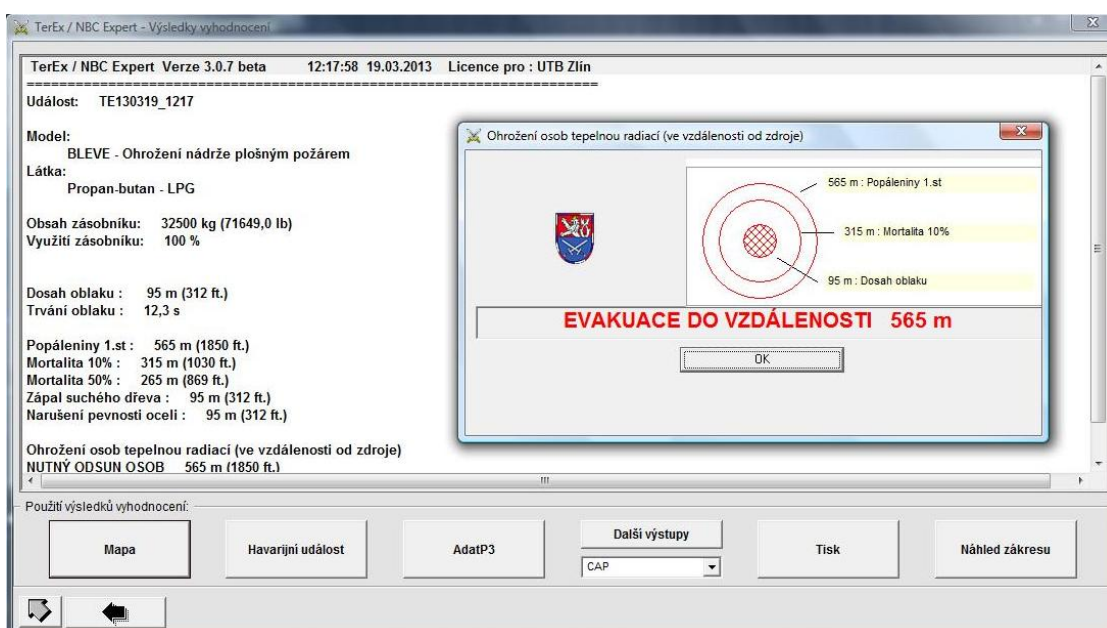 TerEx / NBC Expert - Výsledky vyhodnocení
TerEx / NBC Expert Verze 3.0.7 beta 12:17:58 19.03.2013 Licence pro : UTB Zlín
======================================================================
Událost: TE130319_1217
Model:
BLEVE - Ohrožení nádrže plošným požárem
Látka:
Propan-butan - LPG
Obsah zásobníku: 32500 kg (71649,0 lb)
Využití zásobníku: 100 %
Dosah oblaku : 95 m (312 ft.)
Trvání oblaku : 12,3 s
Popáleniny 1.st : 565 m (1850 ft.)
Mortalita 10% : 315 m (1030 ft.)
Mortalita 50% : 265 m (869 ft.)
Zápal suchého dřeva : 95 m (312 ft.)
Narušení pevnosti oceli : 95 m (312 ft.)
Ohrožení osob tepelnou radiací (ve vzdálenosti od zdroje)
NUTNÝ ODSUN OSOB 565 m (1850 ft.)
Ohrožení osob tepelnou radiací (ve vzdálenosti od zdroje)
565 m : Popáleniny 1.st
315 m : Mortalita 10%
95 m : Dosah oblaku
EVAKUACE DO VZDÁLENOSTI 565 m
OK
Použití výsledků vyhodnocení:
Mapa
Havarijní událost
AdatP3
Další výstupy
CAP
Tisk
Náhled zákresu